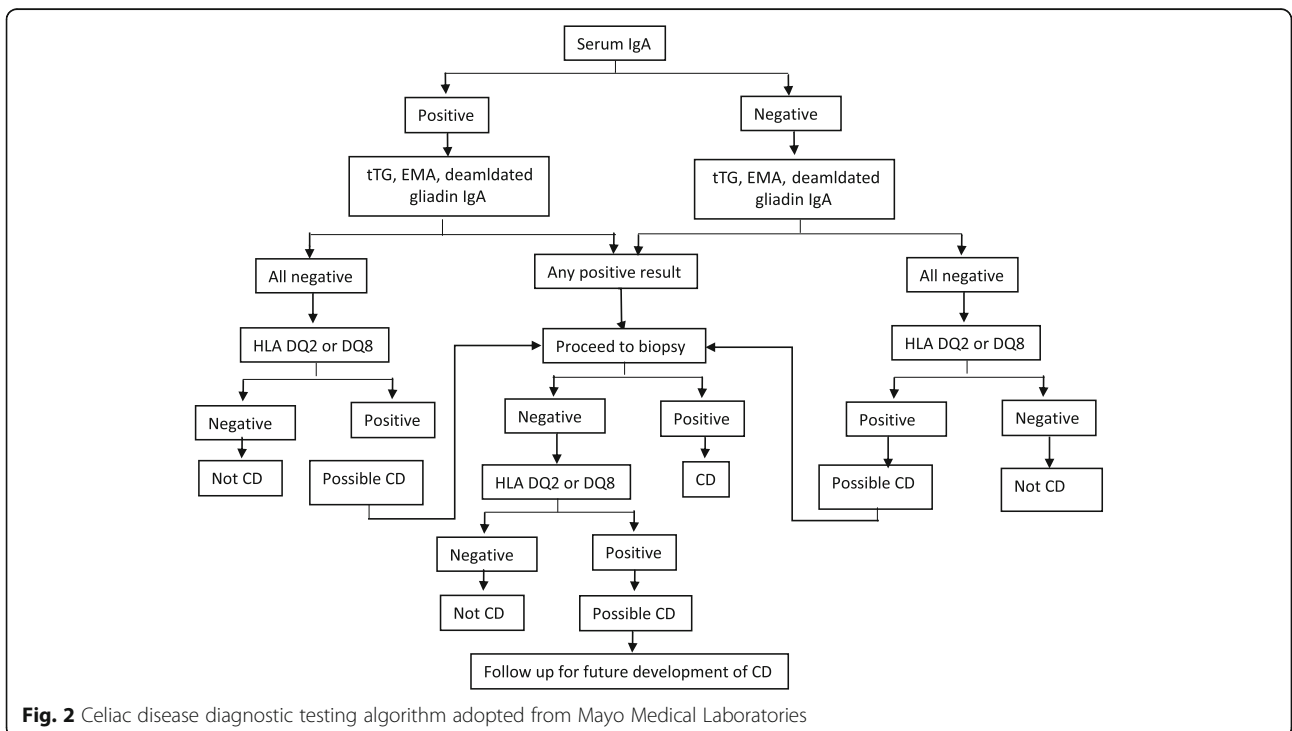 Serum IgA
Positive
Negative
tTG, EMA, deamldated
gliadin IgA
tTG, EMA, deamldated
gliadin IgA
All negative
Any positive result
All negative
HLA DQ2 or DQ8
Proceed to biopsy
HLA DQ2 or DQ8
Negative
Positive
Negative
Positive
Positive
Negative
Not CD
Possible CD
HLA DQ2 or DQ8
CD
Possible CD
Not CD
Negative
Positive
Not CD
Possible CD
Follow up for future development of CD
Fig. 2 Celiac disease diagnostic testing algorithm adopted from Mayo Medical Laboratories